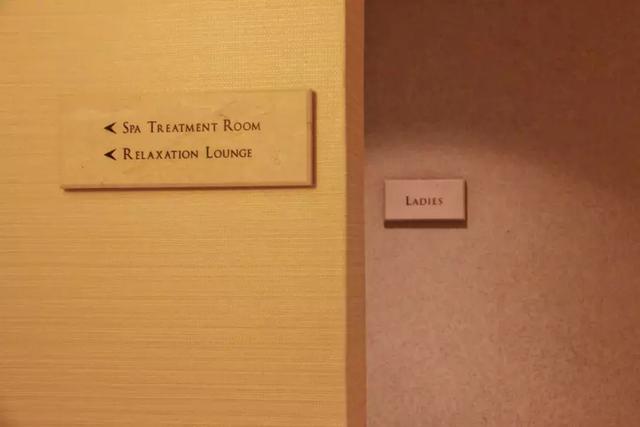 < Spa Treatment Room
< Relaxation Lounge
Ladies